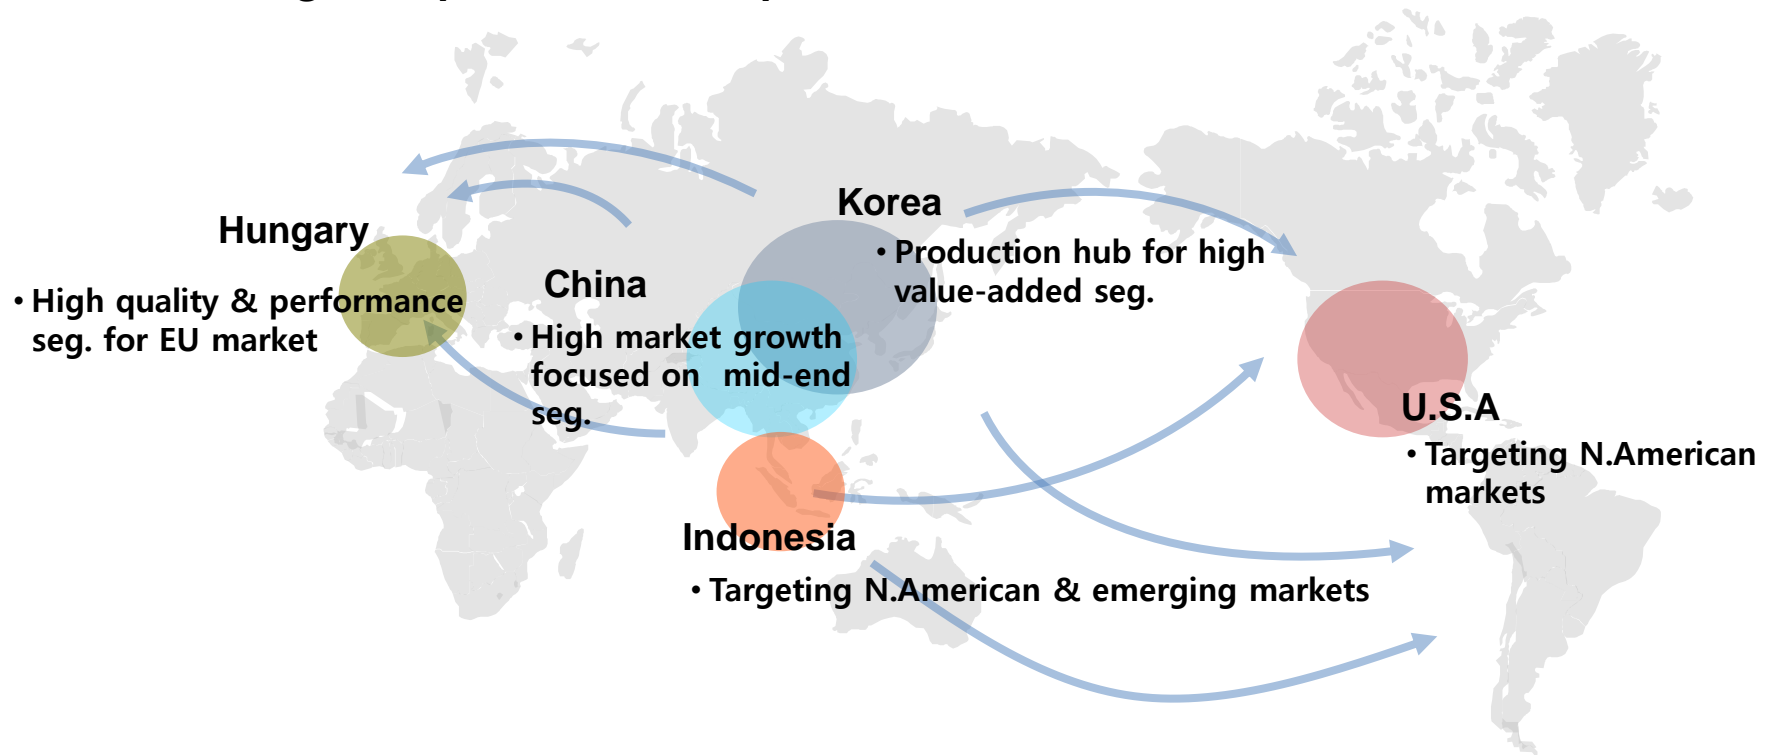 Hungary
• High quality & performance
seg. for EU market
China
• High market growth
focused on mid-end
seg.
Korea
• Production hub for high
value-added seg.
U.S.A
• Targeting N.American
markets
Indonesia
• Targeting N.American & emerging markets